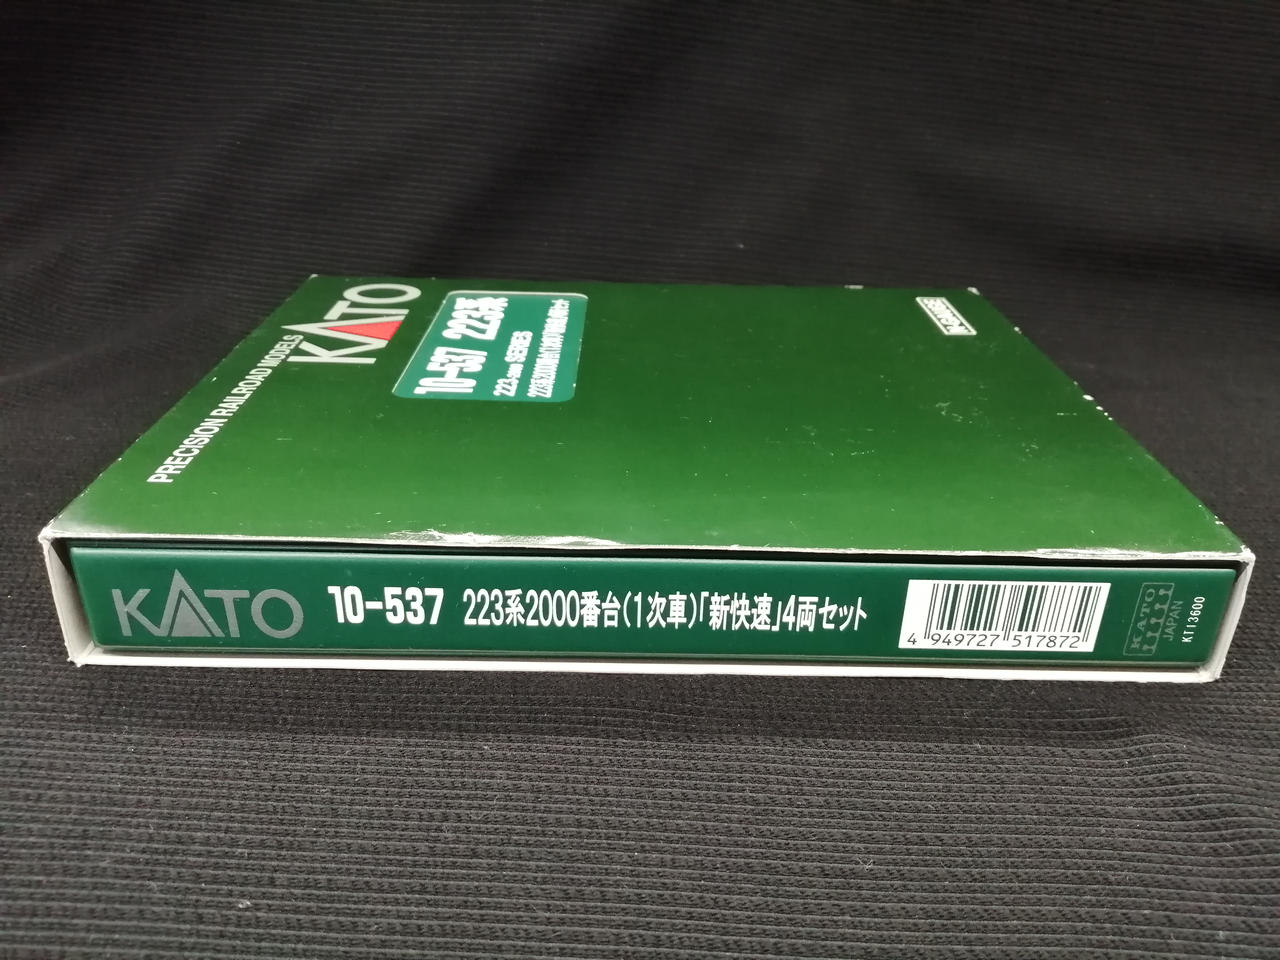 PRECISION RAILROAD MODELS
KATO
10-537 223系
SERIES
KATO
10-537 223系2000番台(1次車)「新快速」4両セット
4 949727 517872
KATO
JAPAN
KT13600